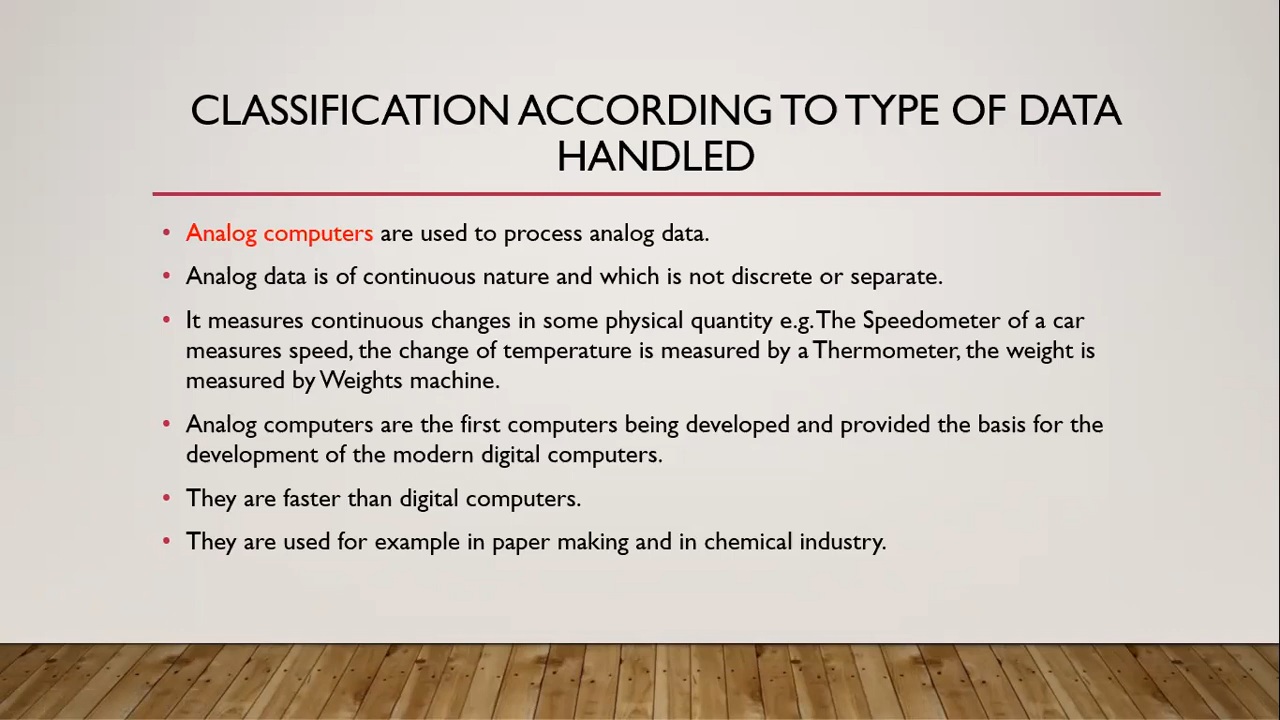 CLASSIFICATION ACCORDING TO TYPE OF DATA
HANDLED
• Analog computers are used to process analog data.
• Analog data is of continuous nature and which is not discrete or separate.
• It measures continuous changes in some physical quantity e.g. The Speedometer of a car
measures speed, the change of temperature is measured by a Thermometer, the weight is
measured by Weights machine.
• Analog computers are the first computers being developed and provided the basis for the
development of the modern digital computers.
• They are faster than digital computers.
• They are used for example in paper making and in chemical industry.